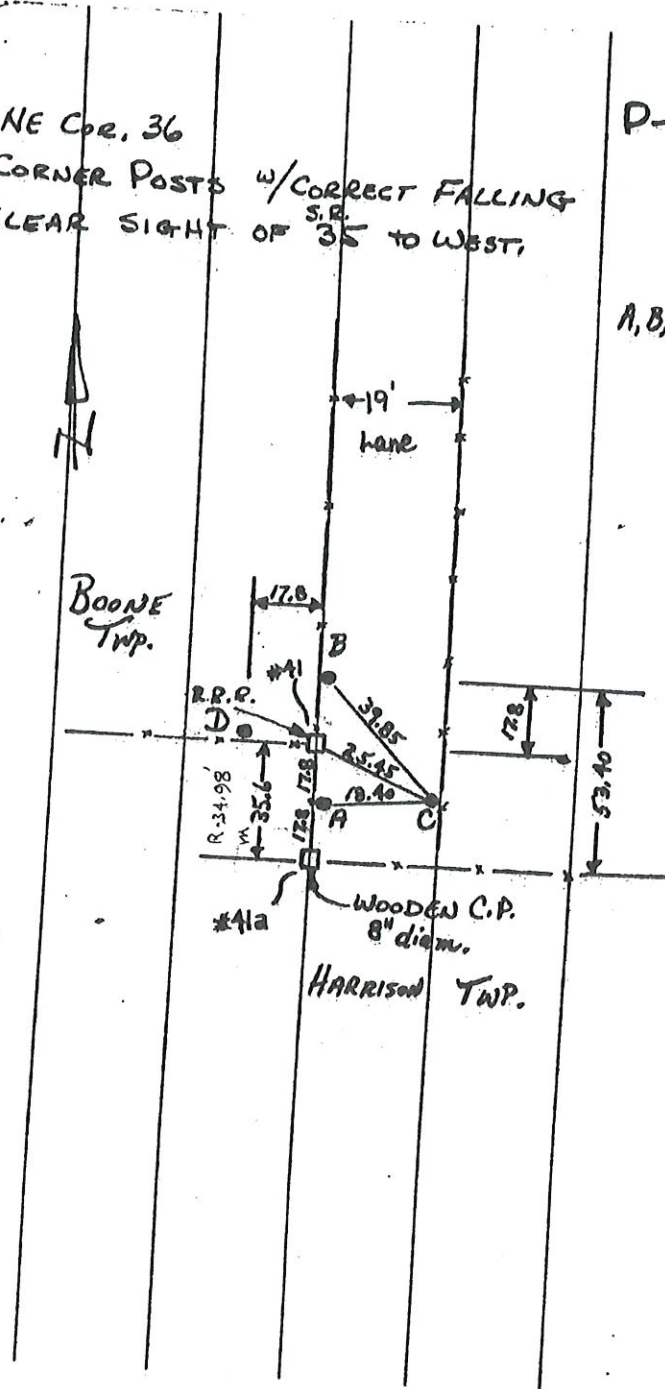 NE COR. 36
D-
CORNER POSTS W/CORRECT FALLING
LEAR SIGHT OF S.R. 35 TO WEST.
A, B,
19'
Lane
N
BOONE
TWP.
17.8
B
#41
R.R.P.
D
39.85
25.45
17.8
17.8
53.40
R-34.98'
m 35.6
17.8
18.40
A
C
#41a
WOODEN C.P.
8" diam.
HARRISON TWP.